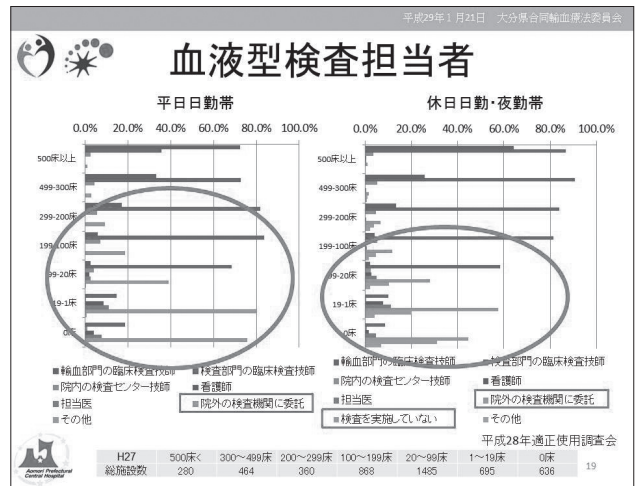 平成29年1月21日 大分県合同輸血療法委員会
血液型検査担当者
平日日勤帯
休日日勤・夜勤帯
0.0% 20.0% 40.0% 60.0% 80.0% 100.0%
0.0% 20.0% 40.0% 60.0% 80.0% 100.0%
500床以上
499-300床
299-200床
199-100床
99-20床
19-1床
0床
500床以上
499-300床
299-200床
199-100床
99-20床
19-1床
0床
輸血部門の臨床検査技師
検査部門の臨床検査技師
院内の検査センター技師
看護師
担当医
院外の検査機関に委託
その他
輸血部門の臨床検査技師
検査部門の臨床検査技師
院内の検査センター技師
看護師
担当医
院外の検査機関に委託
検査を実施していない
その他
平成28年適正使用調査会
H27 500床< 300~499床 200~299床 100~199床 20~99床 1~19床 0床
総施設数 280 464 360 868 1485 695 636
19
Aomori Prefectural
Central Hospital